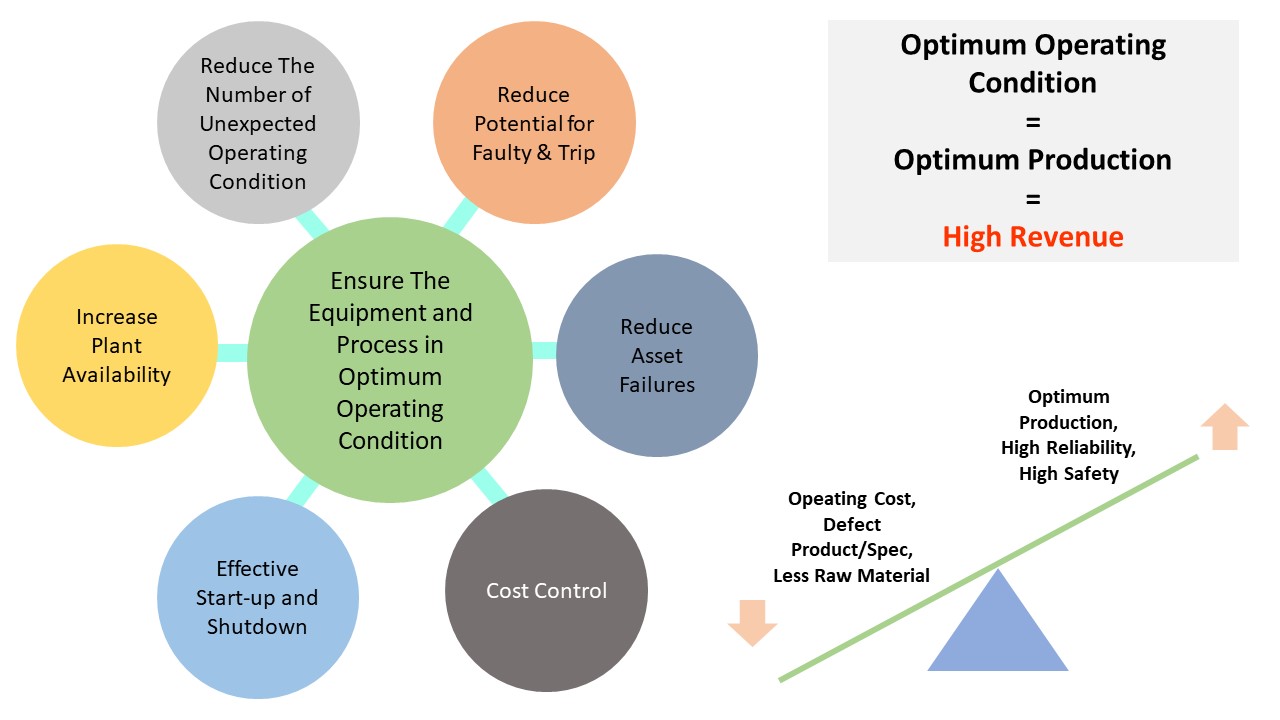 Reduce The
Number of
Unexpected
Operating
Condition
Reduce
Potential for
Faulty & Trip
Increase
Plant
Availability
Ensure The
Equipment and
Process in
Optimum
Operating
Condition
Reduce
Asset
Failures
Effective
Start-up and
Shutdown
Cost Control
Optimum Operating
Condition
=
Optimum Production
=
High Revenue
Optimum
Production,
High Reliability,
High Safety
Opeating Cost,
Defect
Product/Spec,
Less Raw Material